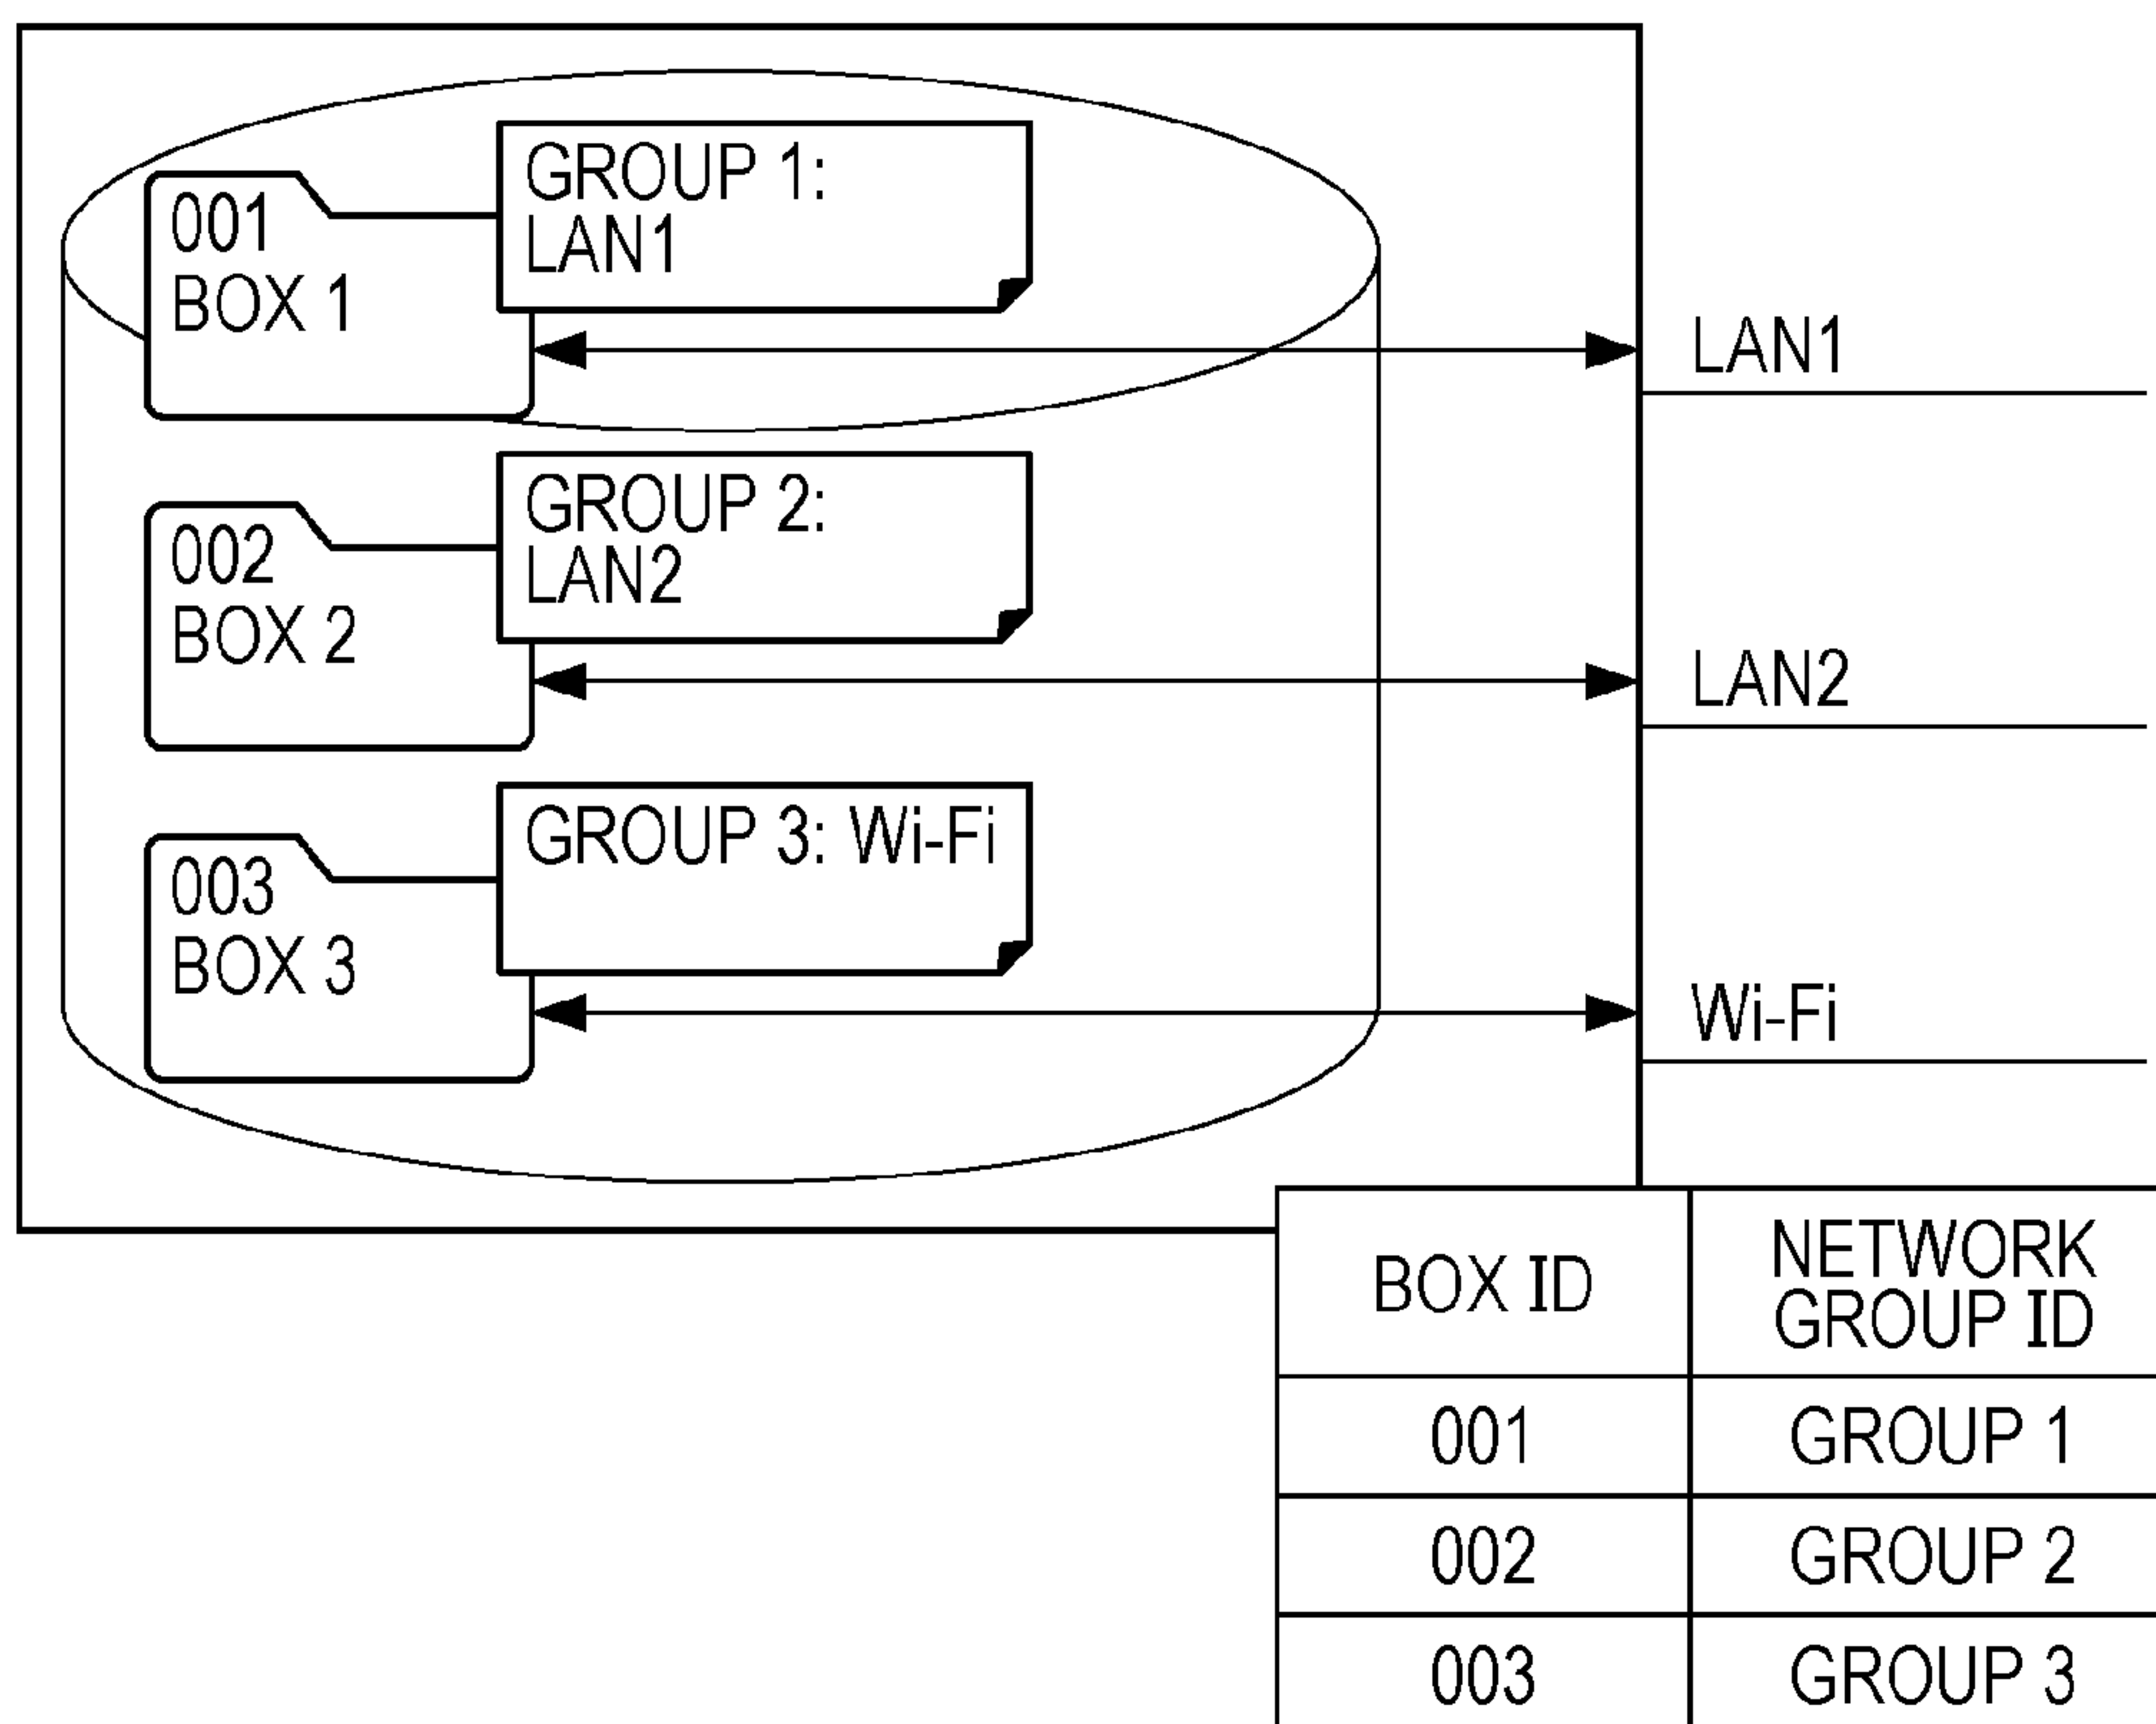 001
BOX 1
GROUP 1:
LAN1
LAN1
002
BOX 2
GROUP 2:
LAN2
LAN2
003
BOX 3
GROUP 3: Wi-Fi
Wi-Fi
BOX ID
NETWORK
GROUP ID
001
GROUP 1
002
GROUP 2
003
GROUP 3